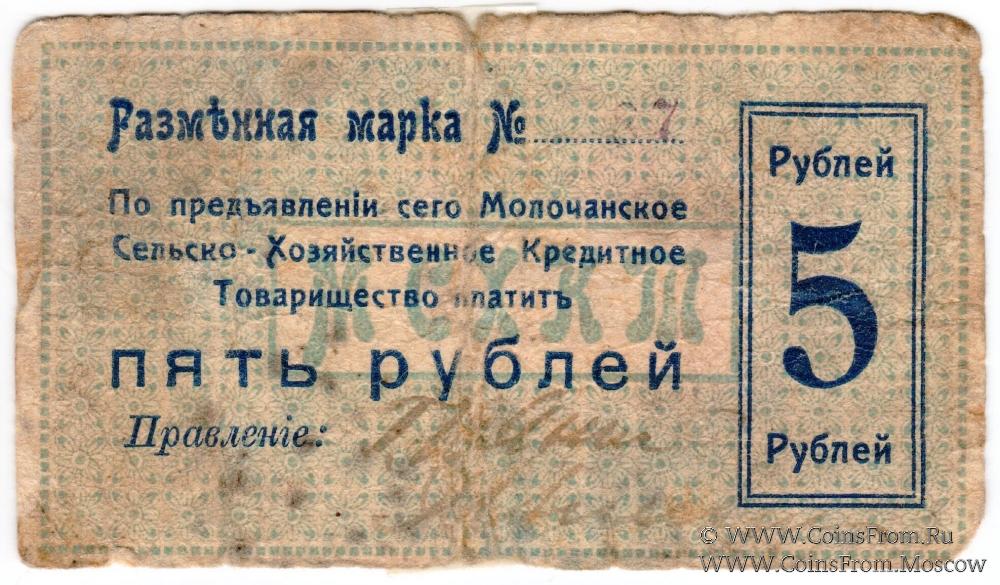 Размѣнная марка №
По предъявленіи сего Молочанское
Сельско-Хозяйственное Кредитное
Товарищество платитъ
пять рублей
Правленіе:
МСХКТ
Рублей
5
Рублей
© WWW.CoinsFrom.Ru
WWW.CoinsFrom.Moscow